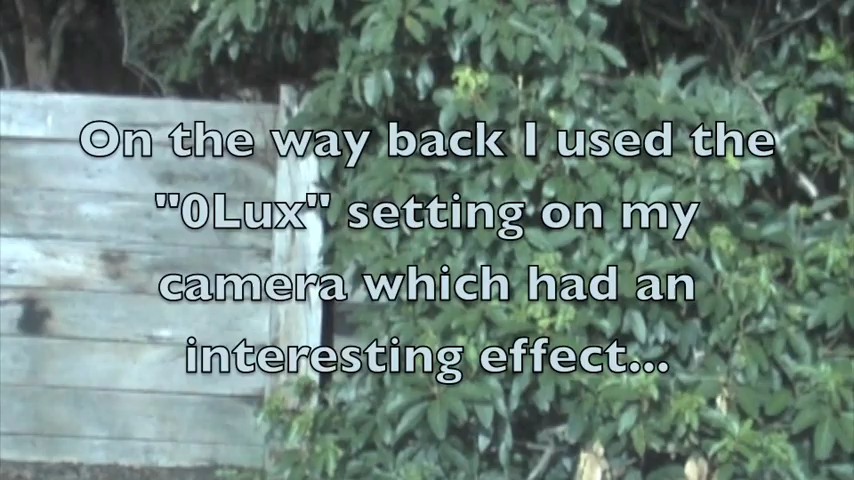 On the way back I used the
"0Lux" setting on my
camera which had an
interesting effect...